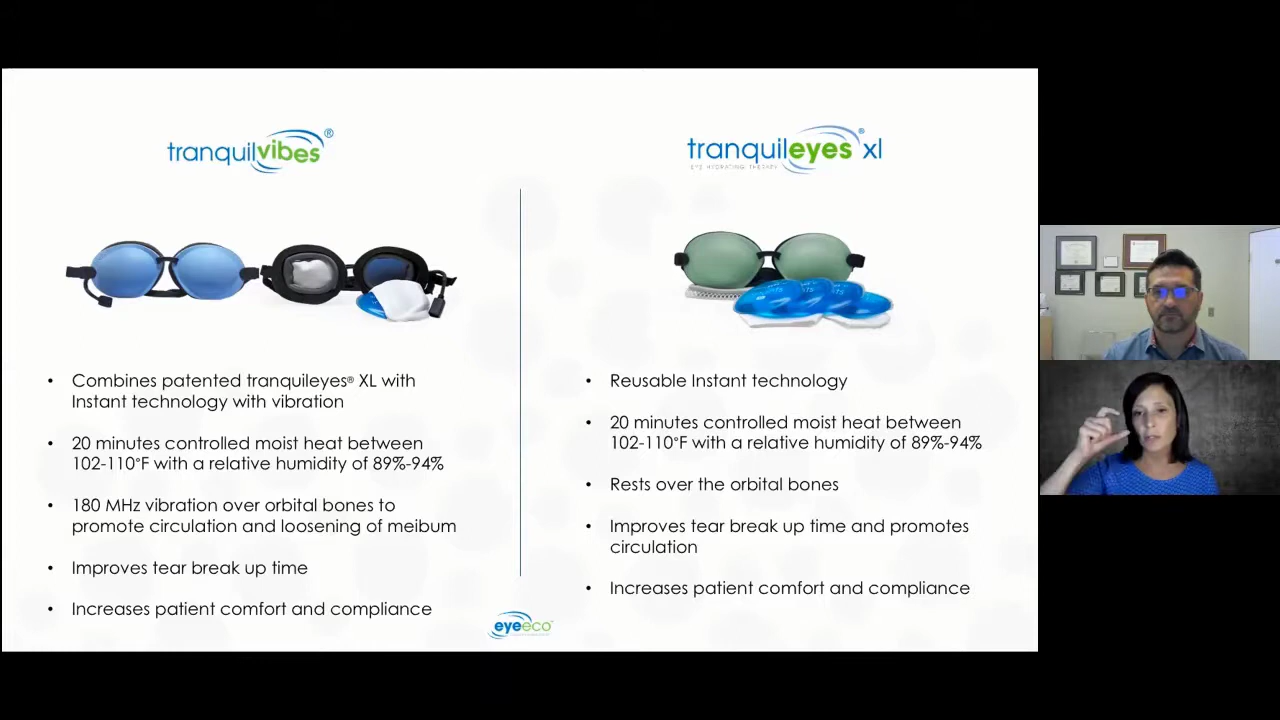 tranquilvibes®
Combines patented tranquileyes® XL with
Instant technology with vibration
20 minutes controlled moist heat between
102-110°F with a relative humidity of 89%-94%
180 MHz vibration over orbital bones to
promote circulation and loosening of meibum
Improves tear break up time
Increases patient comfort and compliance
tranquileyes® xl
EYE HYDRATING THERAPY
Reusable Instant technology
20 minutes controlled moist heat between
102-110°F with a relative humidity of 89%-94%
Rests over the orbital bones
Improves tear break up time and promotes
circulation
Increases patient comfort and compliance
eyeeco™